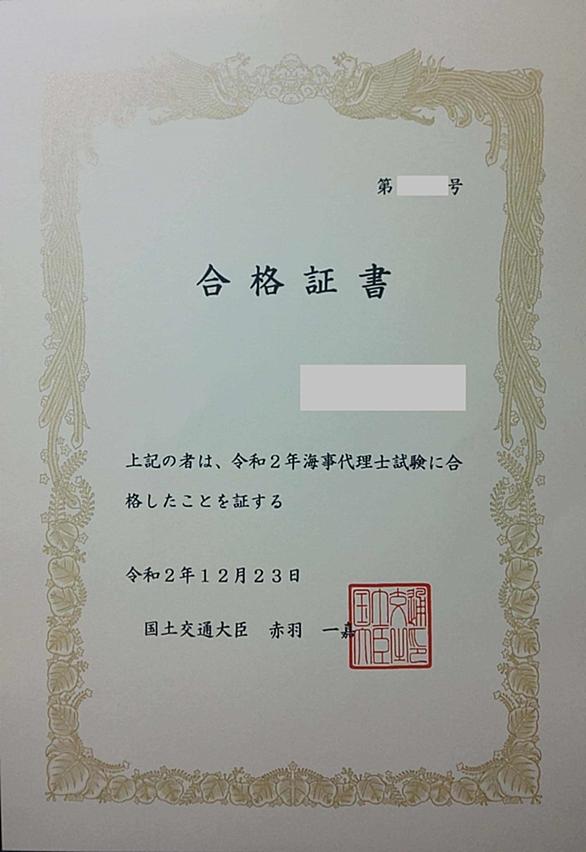 第 号
合格証書
上記の者は、令和２年海事代理士試験に合
格したことを証する
令和２年１２月２３日
国土交通大臣　赤羽　一嘉